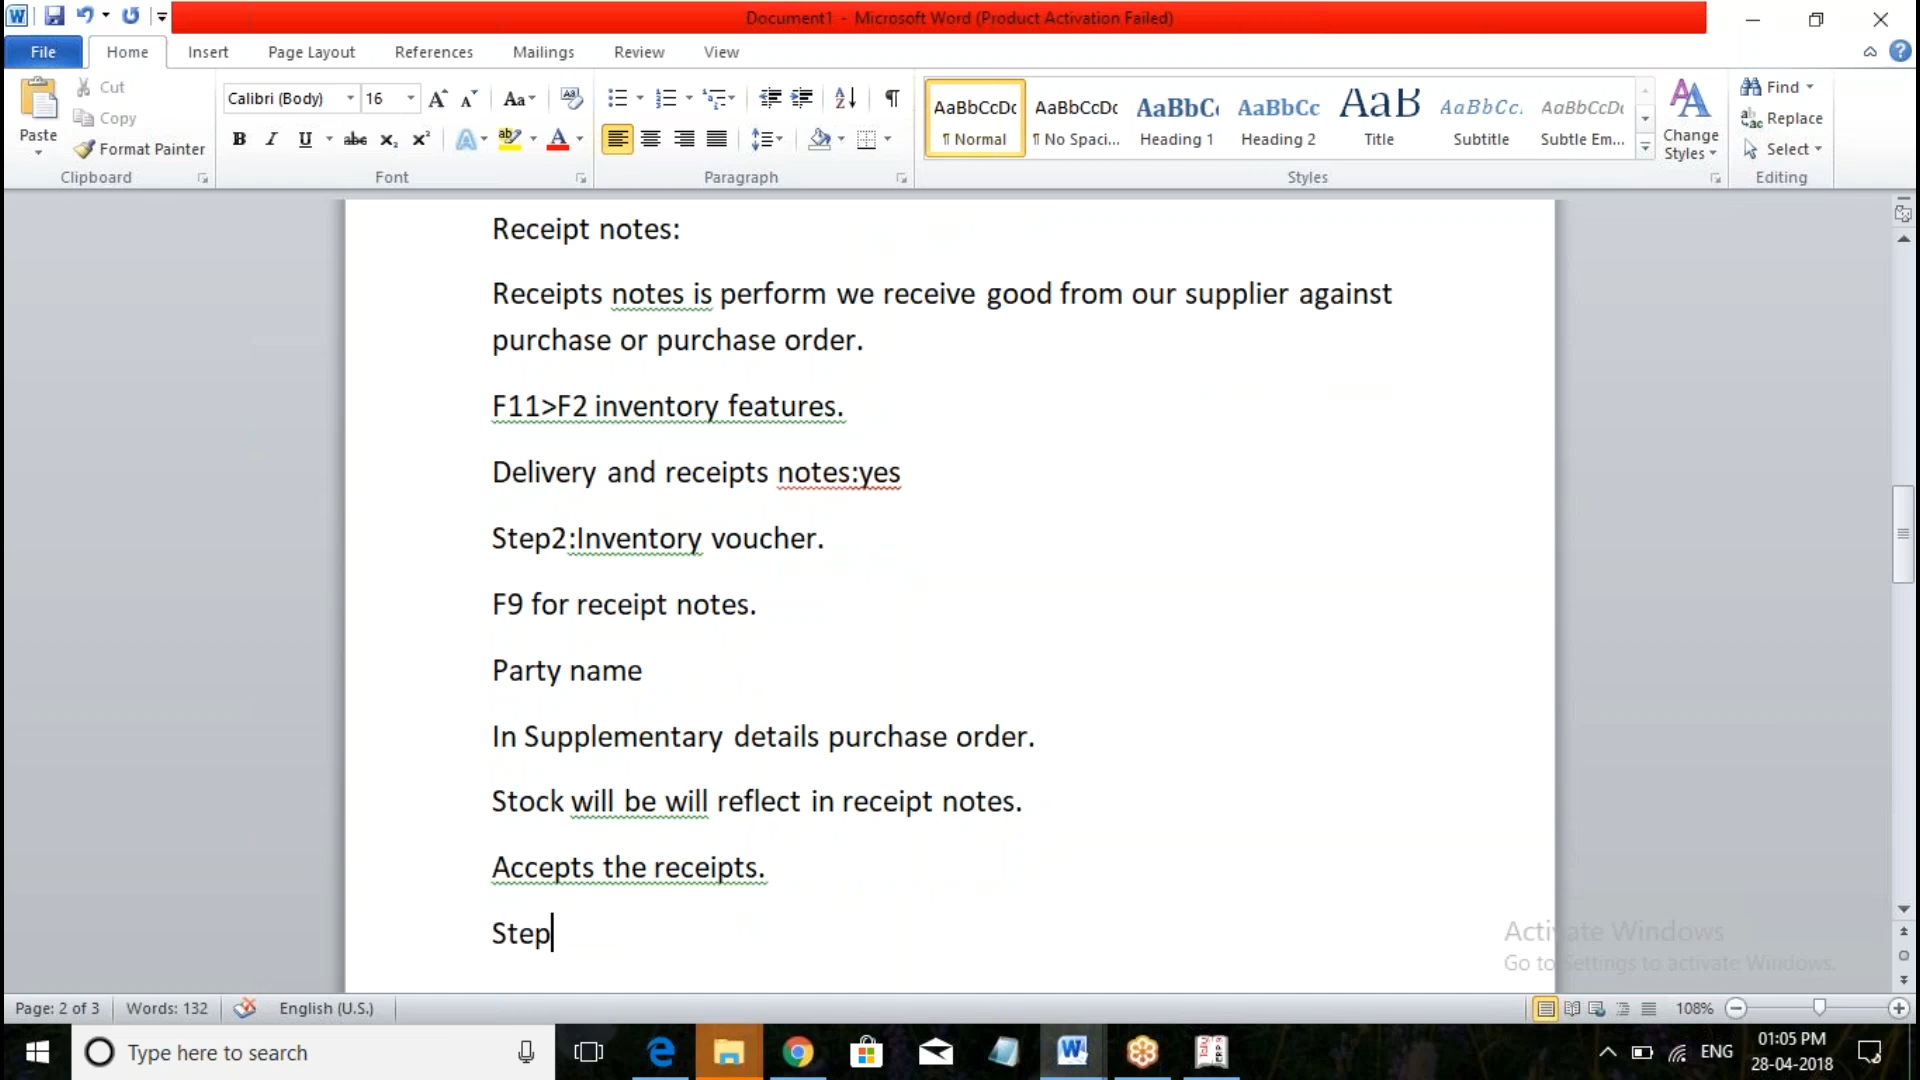 Document1 - Microsoft Word (Product Activation Failed)
File Home Insert Page Layout References Mailings Review View
Paste
Cut
Copy
Format Painter
Clipboard
Calibri (Body) 16
Font
Paragraph
AaBbCcDc AaBbCcDc AaBbC AaBbCc AaB AaBbCc. AaBbCcDc
¶ Normal ¶ No Spaci... Heading 1 Heading 2 Title Subtitle Subtle Em...
Change
Styles
Styles
Find
Replace
Select
Editing
Receipt notes:
Receipts notes is perform we receive good from our supplier against
purchase or purchase order.
F11>F2 inventory features.
Delivery and receipts notes:yes
Step2:Inventory voucher.
F9 for receipt notes.
Party name
In Supplementary details purchase order.
Stock will be will reflect in receipt notes.
Accepts the receipts.
Step
Activate Windows
Go to Settings to activate Windows.
Page: 2 of 3 Words: 132 English (U.S.) 108%
Type here to search
ENG
01:05 PM
28-04-2018